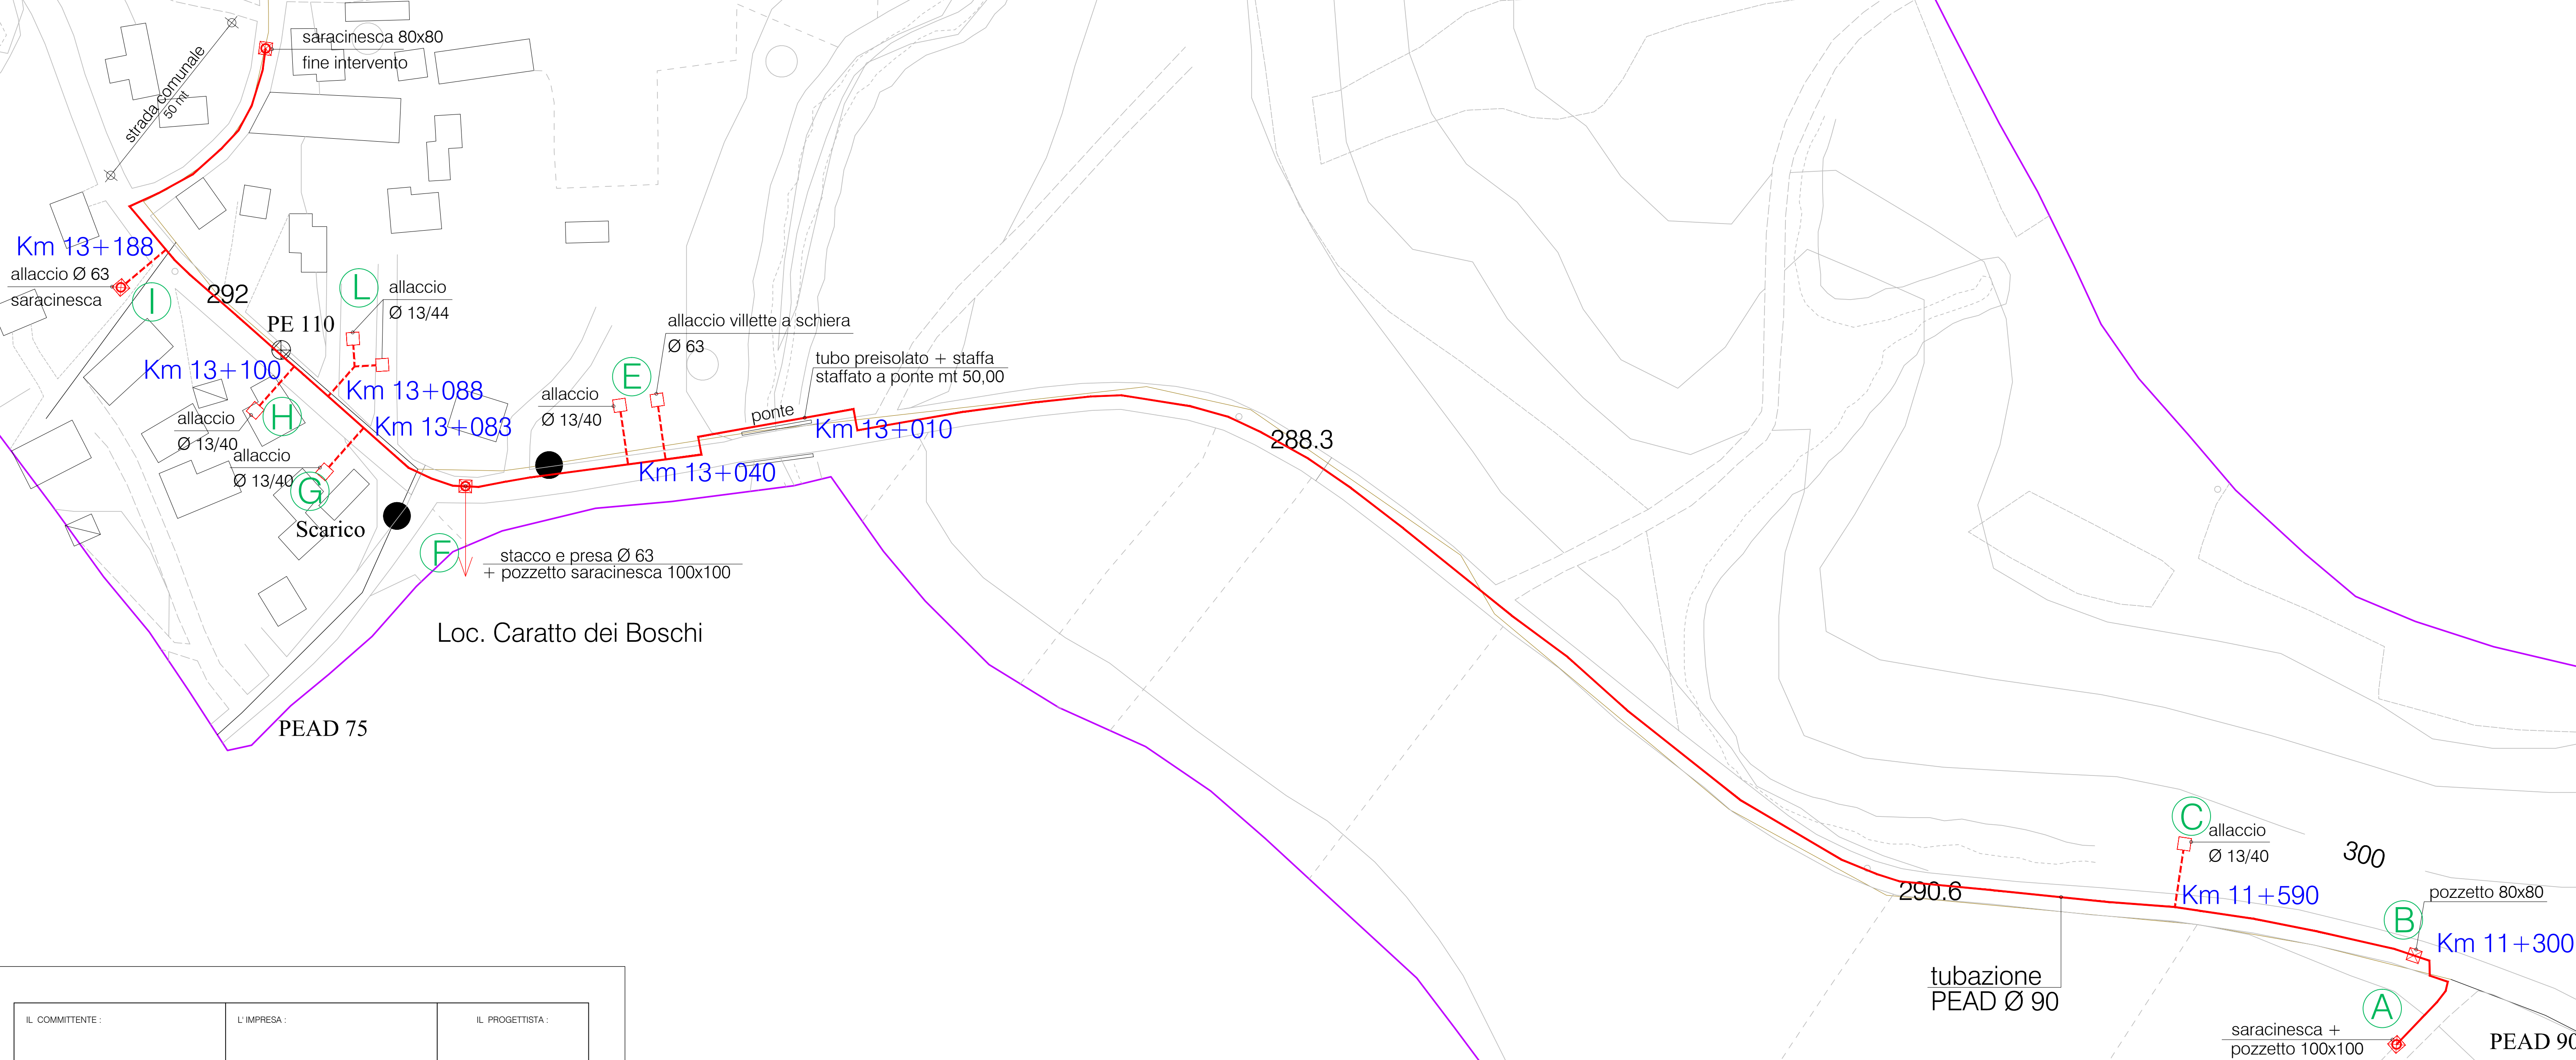 saracinesca 80x80
fine intervento
strada comunale
50 mt
Km 13+188
allaccio Ø 63
saracinesca
I
292
L
allaccio
Ø 13/44
PE 110
Km 13+100
Km 13+088
H
allaccio
Ø 13/40
Km 13+083
allaccio
Ø 13/40
G
Scarico
allaccio
Ø 13/40
E
allaccio villette a schiera
Ø 63
tubo preisolato + staffa
staffato a ponte mt 50,00
ponte
Km 13+010
Km 13+040
288.3
F
stacco e presa Ø 63
+ pozzetto saracinesca 100x100
Loc. Caratto dei Boschi
PEAD 75
C
allaccio
Ø 13/40
300
290.6
Km 11+590
pozzetto 80x80
B
Km 11+300
tubazione
PEAD Ø 90
A
saracinesca +
pozzetto 100x100
PEAD 90
IL COMMITTENTE :
L' IMPRESA :
IL PROGETTISTA :